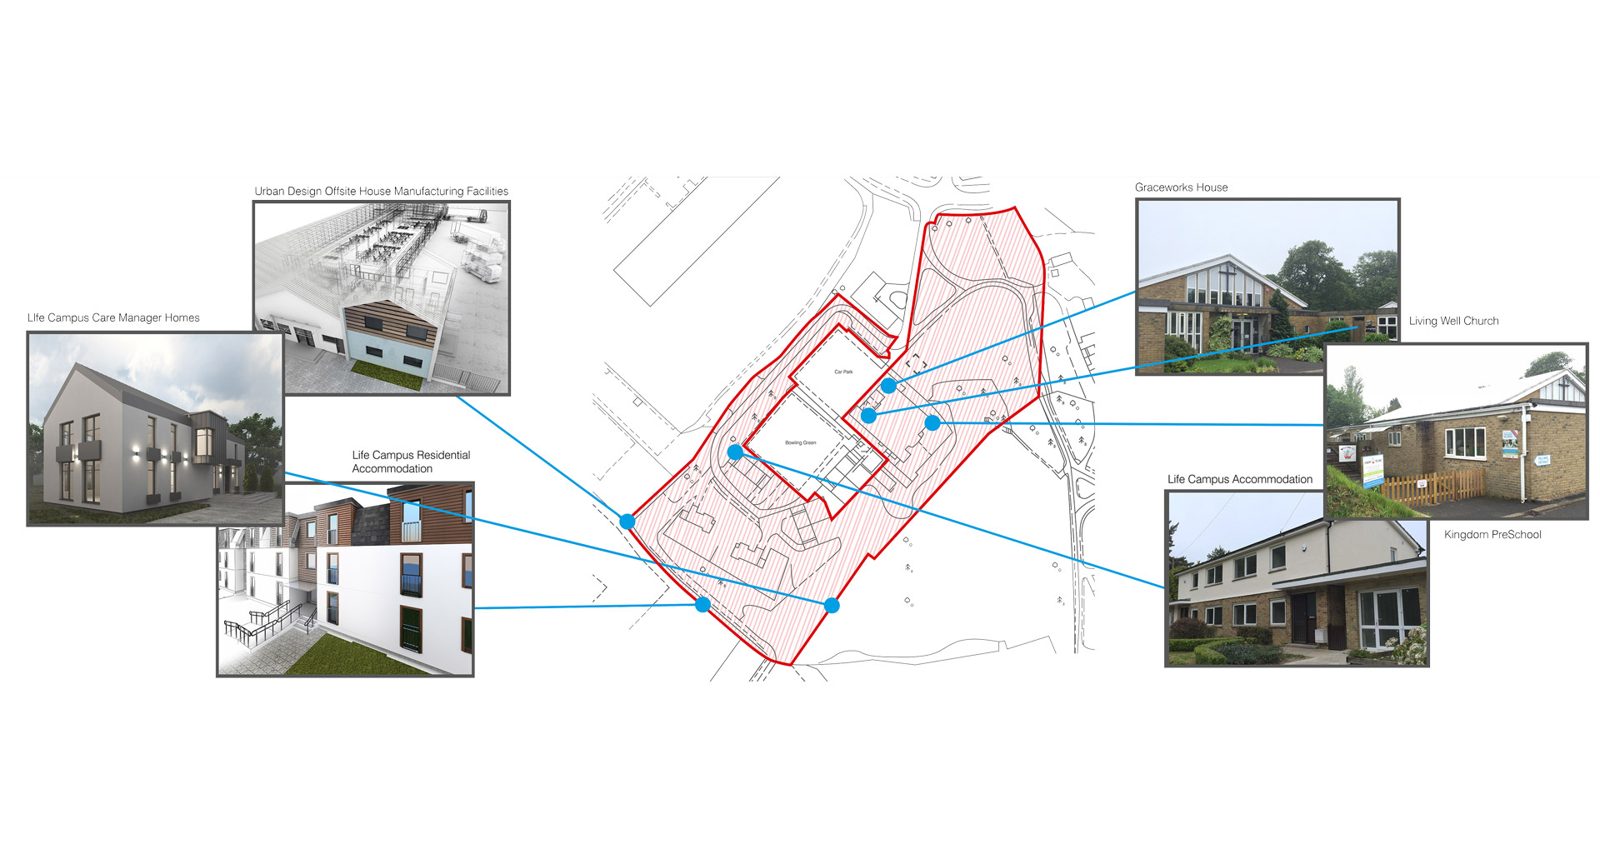 Urban Design Offsite House Manufacturing Facilities
LIfe Campus Care Manager Homes
Life Campus Residential
Accommodation
Car Park
Bowling Green
Graceworks House
Living Well Church
Kingdom PreSchool
Life Campus Accommodation